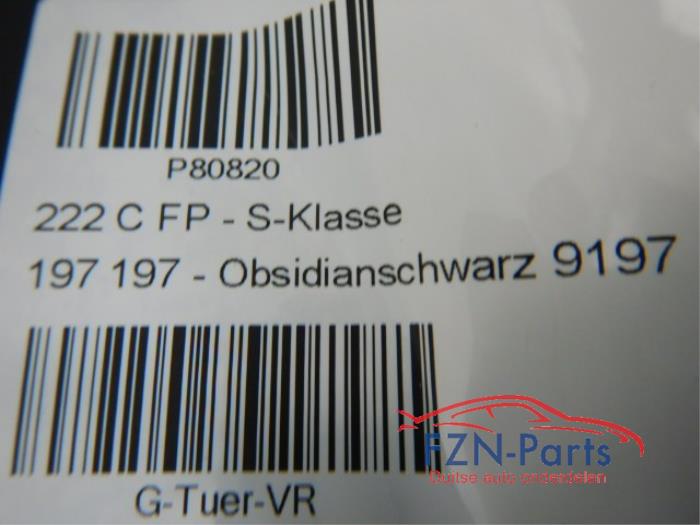 P80820
222 C FP - S-Klasse
197 197 - Obsidianschwarz 9197
FZN-Parts
Duitse auto onderdelen
G-Tuer-VR